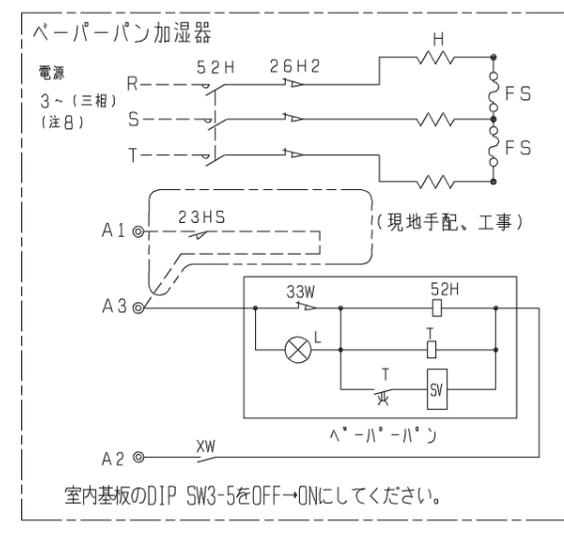 ペーパーパン加湿器
電源
3～（三相）
（注8）
52H
26H2
H
R
S
T
FS
FS
23HS
A1
（現地手配、工事）
A3
33W
52H
L
T
T
SV
ペーパーパン
A2
XW
室内基板のDIP SW3-5をOFF→ONにしてください。